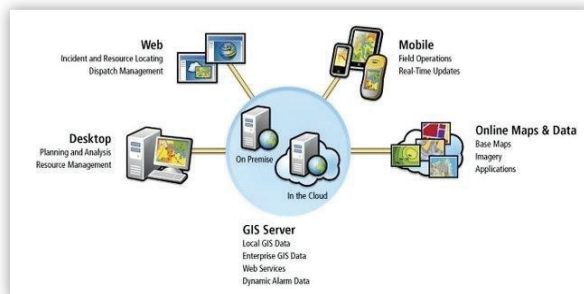 Web
Incident and Resource Locating
Dispatch Management
Mobile
Field Operations
Real-Time Updates
Desktop
Planning and Analysis
Resource Management
On Premise
In the Cloud
Online Maps & Data
Base Maps
Imagery
Applications
GIS Server
Local GIS Data
Enterprise GIS Data
Web Services
Dynamic Alarm Data